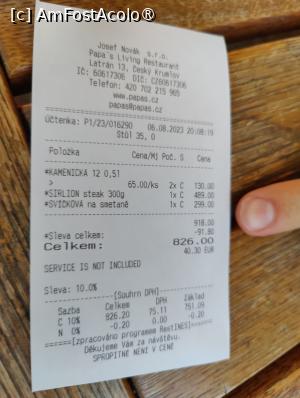 [c] AmFostAcolo®
Josef Novák s.r.o.
Papa´s Living Restaurant
Latrán 13, Český Krumlov
IČ: 60617306 DIČ: CZ60617306
Telefon: 420 702 215 965
www.papas.cz
papas@papas.cz
Účtenka: P1/23/016290 06.08.2023 20:08:19
Stůl 35, 0
Položka Cena/Mj Poč. S Cena
*KAMENICKÁ 12 0,5l
> 65.00/ks 2x C 130.00
*SIRLION steak 300g 1x C 489.00
*SVÍČKOVÁ na smetaně 1x C 299.00
918.00
*Sleva celkem: -91.80
Celkem: 826.00
40.30 EUR
SERVICE IS NOT INCLUDED
Sleva: 10.0%
[Souhrn DPH]
Sazba Celkem DPH Základ
C 10% 826.20 75.11 751.09
N 0% -0.20 0.00 -0.20
[zpracováno programem RestiNES]
Děkujeme Vám za návštěvu.
SPROPITNÉ NENÍ V CENĚ